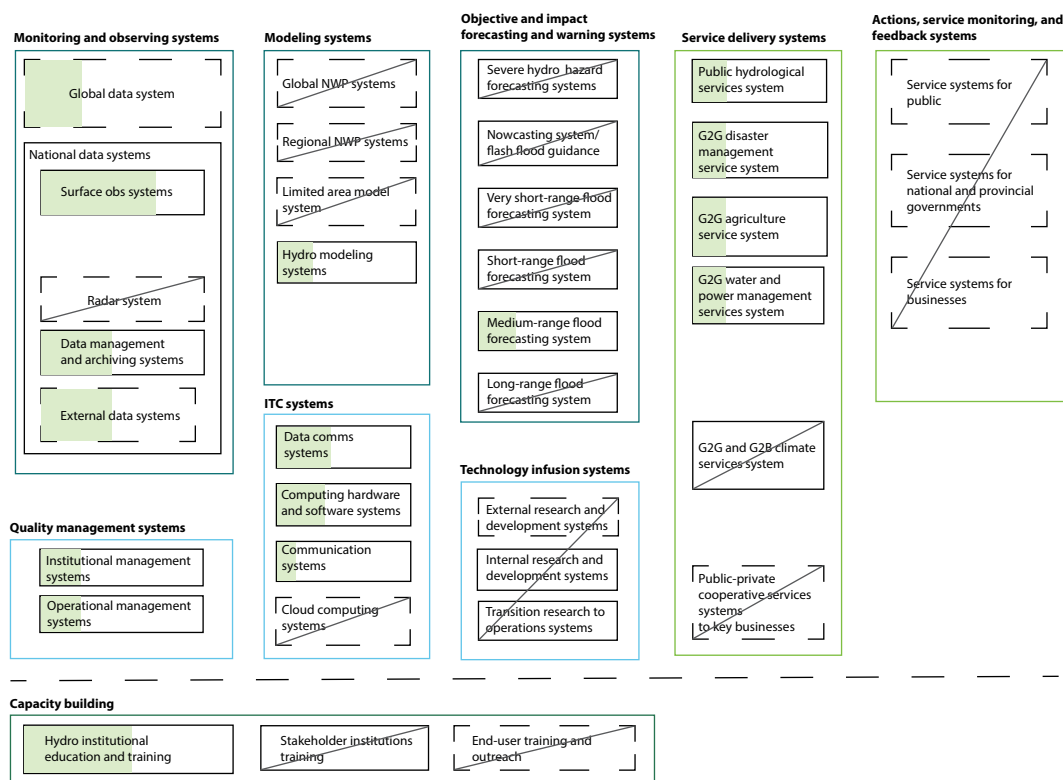 Monitoring and observing systems
Global data system
National data systems
Surface obs systems
Radar system
Data management
and archiving systems
External data systems
Quality management systems
Institutional management
systems
Operational management
systems
Modeling systems
Global NWP systems
Regional NWP systems
Limited area model
system
Hydro modeling
systems
ITC systems
Data comms
systems
Computing hardware
and software systems
Communication
systems
Cloud computing
systems
Objective and impact
forecasting and warning systems
Severe hydro hazard
forecasting systems
Nowcasting system/
flash flood guidance
Very short-range flood
forecasting system
Short-range flood
forecasting system
Medium-range flood
forecasting system
Long-range flood
forecasting system
Technology infusion systems
External research and
development systems
Internal research and
development systems
Transition research to
operations systems
Service delivery systems
Public hydrological
services system
G2G disaster
management
service system
G2G agriculture
service system
G2G water and
power management
services system
G2G and G2B climate
services system
Public-private
cooperative services
systems
to key businesses
Actions, service monitoring, and
feedback systems
Service systems for
public
Service systems for
national and provincial
governments
Service systems for
businesses
Capacity building
Hydro institutional
education and training
Stakeholder institutions
training
End-user training and
outreach